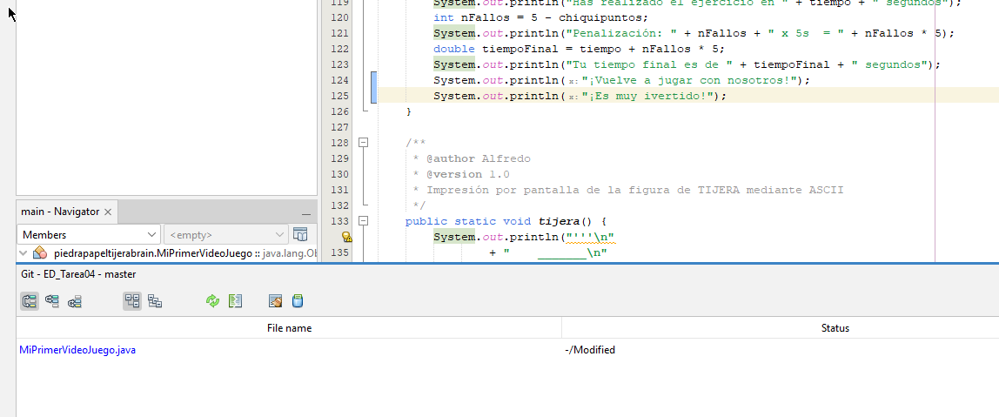 119 System.out.println("Has realizado el ejercicio en " + tiempo + " segundos");
120 int nFallos = 5 - chiquipuntos;
121 System.out.println("Penalización: " + nFallos + " x 5s  = " + nFallos * 5);
122 double tiempoFinal = tiempo + nFallos * 5;
123 System.out.println("Tu tiempo final es de " + tiempoFinal + " segundos");
124 System.out.println(x: "¡Vuelve a jugar con nosotros!");
125 System.out.println(x: "¡Es muy ivertido!");
126 }
127
128 /**
129 * @author Alfredo
130 * @version 1.0
131 * Impresión por pantalla de la figura de TIJERA mediante ASCII
132 */
133 public static void tijera() {
System.out.println("'''\n"
135 + "    _______\n"
main - Navigator
Members
<empty>
piedrapapeltijerabrain.MiPrimerVideoJuego :: java.lang.Ob
Git - ED_Tarea04 - master
File name Status
MiPrimerVideoJuego.java -/Modified